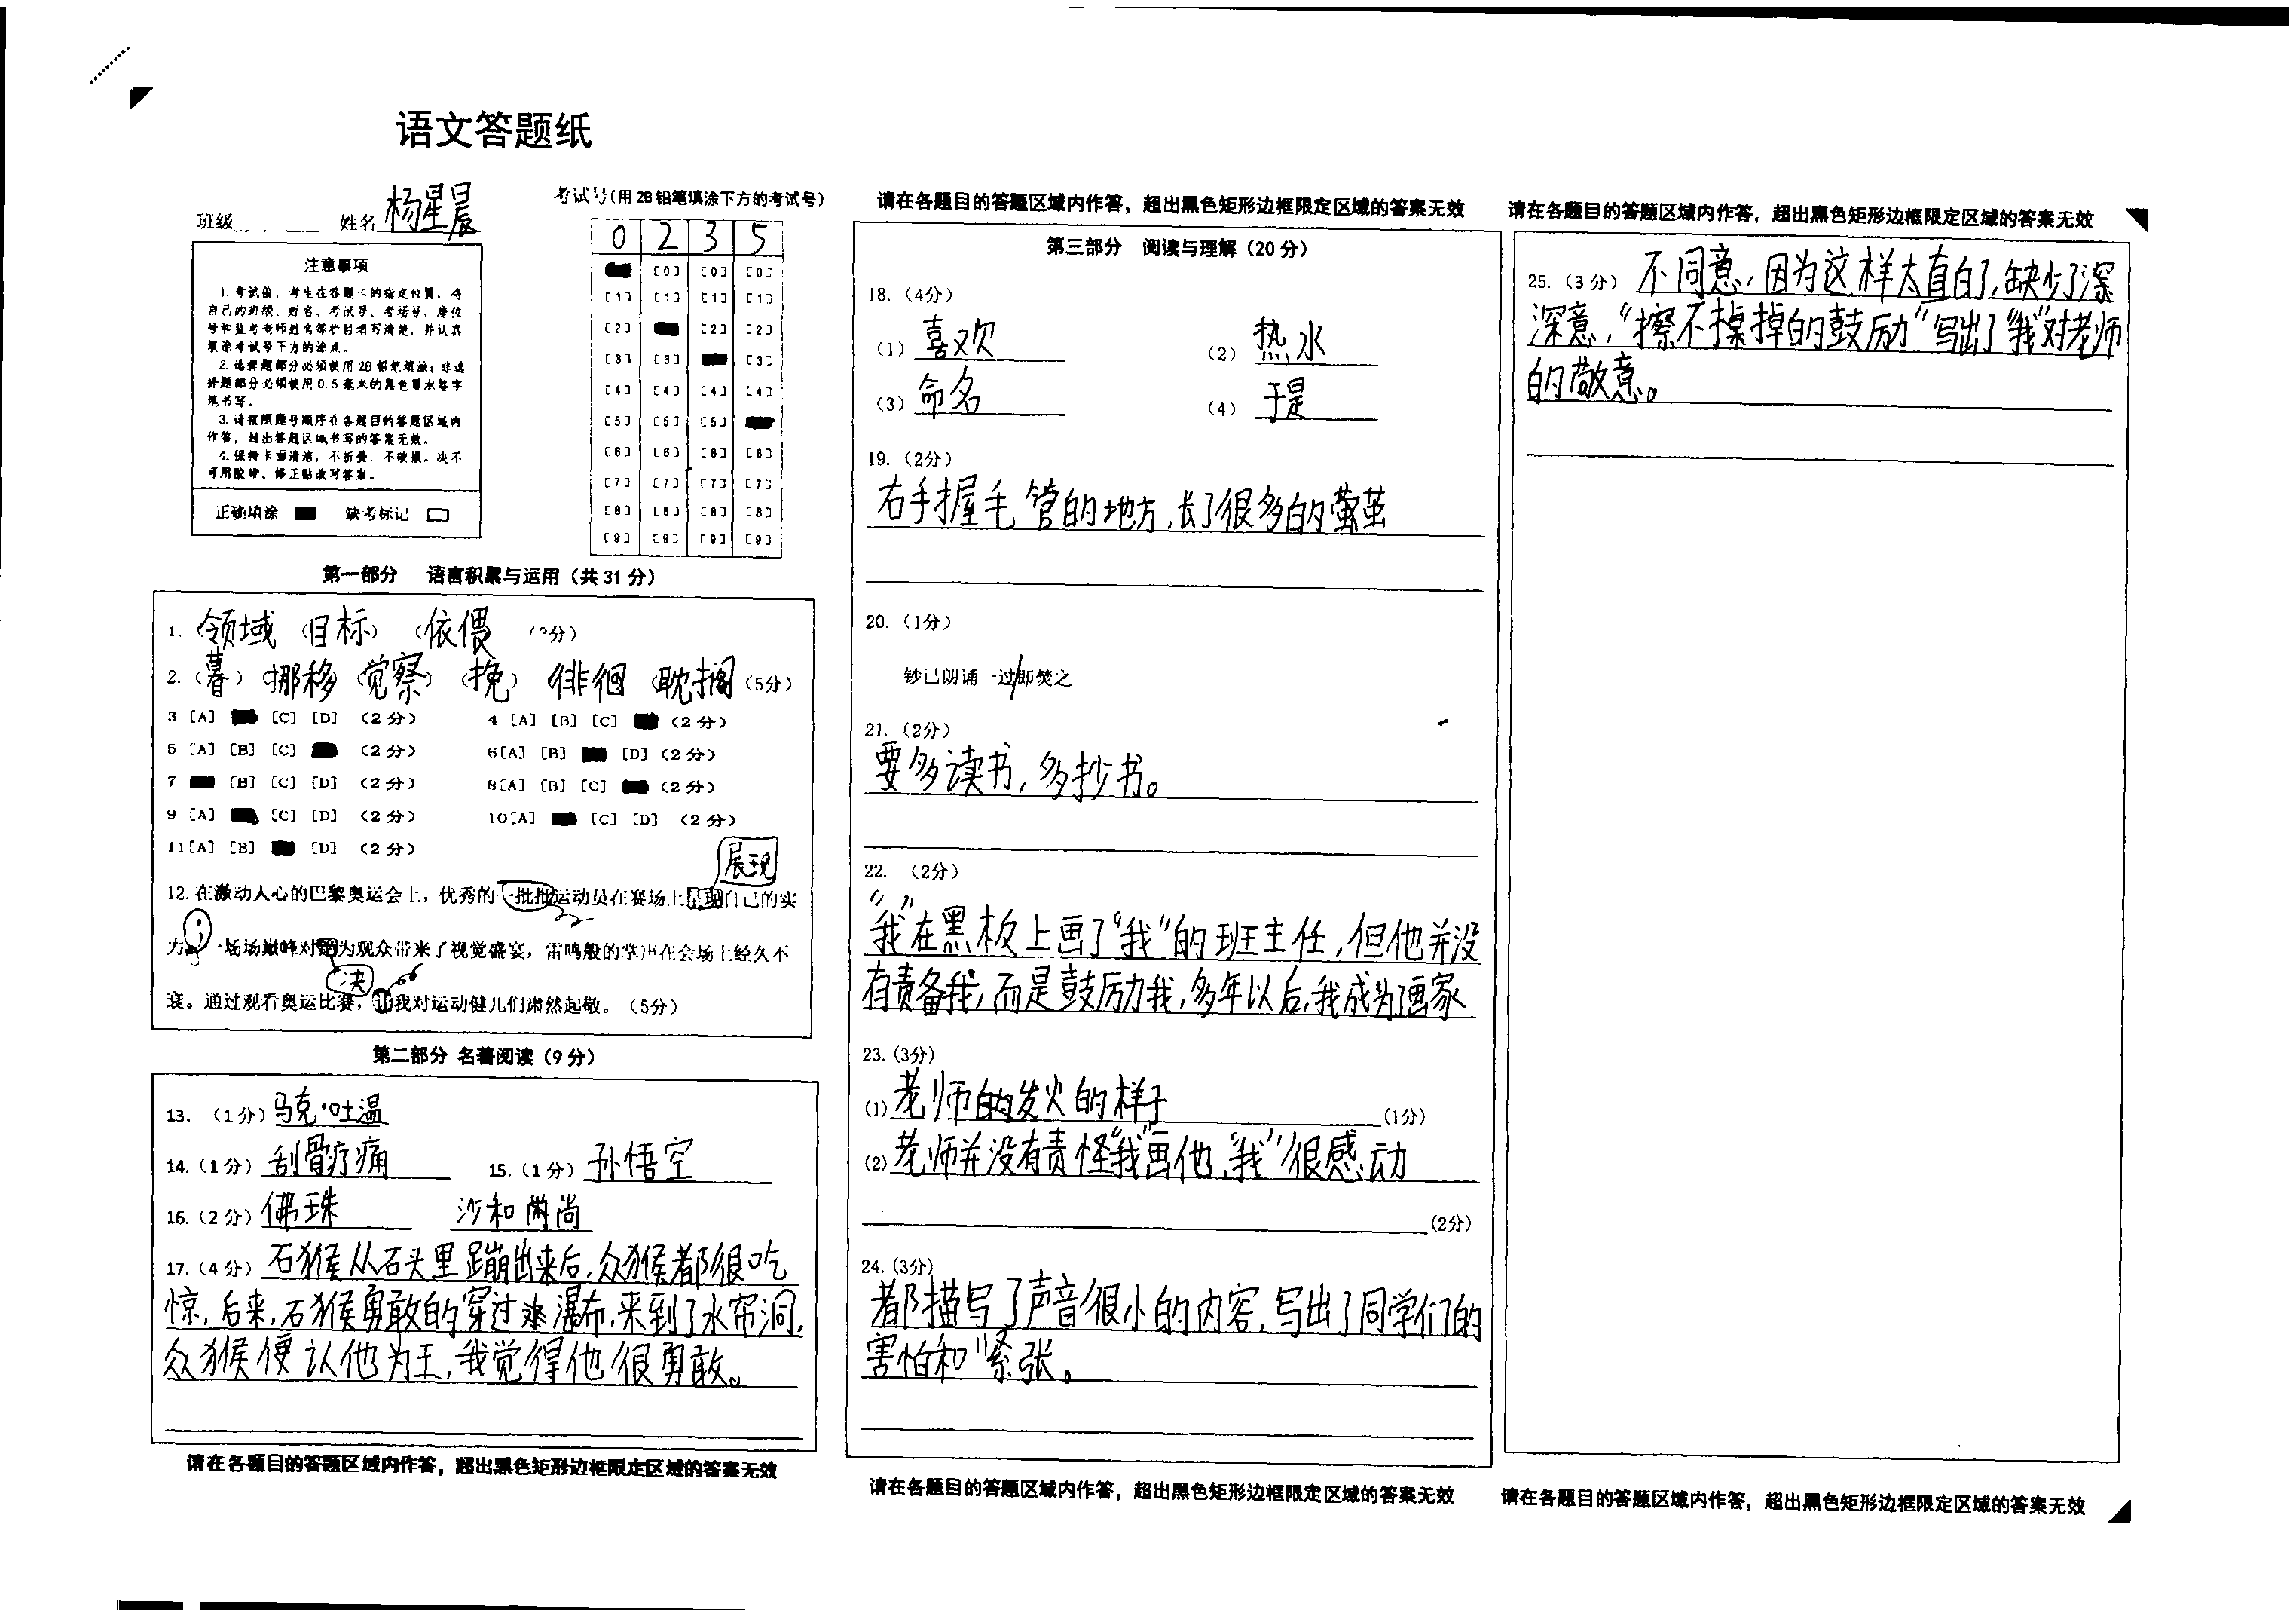 语文答题纸
班级 姓名 杨星晨
考试号(用2B铅笔填涂下方的考试号)
0 2 3 5
注意事项
1. 考试前，考生在答题卡的指定位置，将
自己的班级、姓名、考试号、考场号、座位
号和监考老师姓名等栏目填写清楚，并认真
填涂考试号下方的涂点。
2. 选择题部分必须使用 2B 铅笔填涂；非选
择题部分必须使用 0.5 毫米的黑色墨水签字
笔书写。
3. 请按照题号顺序在各题目的答题区域内
作答，超出答题区域书写的答案无效。
4. 保持卡面清洁，不折叠、不破损。决不
可用胶带、修正贴改写答案。
正确填涂 缺考标记
[0] [0] [0]
[1] [1] [1] [1]
[2] [2] [2]
[3] [3] [3]
[4] [4] [4] [4]
[5] [5] [5]
[6] [6] [6] [6]
[7] [7] [7] [7]
[8] [8] [8] [8]
[9] [9] [9] [9]
第一部分 语言积累与运用（共 31 分）
1. (领域 (目标) (依偎 分)
2. (暮) (挪移 (觉察) (挽) 徘徊 (耽搁 (5分)
3 [A] [C] [D] (2 分) 4 [A] [B] [C] (2 分)
5 [A] [B] [C] (2 分) 6[A] [B] [D] (2 分)
7 [B] [C] [D] (2 分) 8[A] [B] [C] (2 分)
9 [A] [C] [D] (2 分) 10[A] [C] [D] (2 分)
11[A] [B] [D] (2 分)
展现
12. 在激动人心的巴黎奥运会上，优秀的一批批运动员在赛场上呈现自己的实
力 ； 一场场巅峰对 为观众带来了视觉盛宴，雷鸣般的掌声在会场上经久不
决
衰。通过观看奥运比赛，让我对运动健儿们肃然起敬。（5分）
第二部分 名著阅读（9 分）
13. （1 分）马克·吐温
14. （1 分）刮骨疗痛 15. （1 分）孙悟空
16. （2 分）佛珠 沙和尚
17. （4 分）石猴从石头里蹦出来后，众猴都很吃
惊，后来，石猴勇敢的穿过瀑布，来到了水帘洞，
众猴便认他为王，我觉得他很勇敢。
请在各题目的答题区域内作答，超出黑色矩形边框限定区域的答案无效
请在各题目的答题区域内作答，超出黑色矩形边框限定区域的答案无效
第三部分 阅读与理解（20 分）
18. （4分）
（1）喜欢 （2）热水
（3）命名 （4）于是
19. （2分）
右手握毛管的地方，长了很多的茧
20. （1分）
钞已朗诵一过/即焚之
21. （2分）
要多读书，多抄书。
22. （2分）
“我”在黑板上画了“我”的班主任，但他并没
有责备我，而是鼓励我，多年以后，我成为了画家
23. (3分)
(1) 老师的发火的样子 (1分)
(2) 老师并没有责怪“我”画他，“我”很感动
(2分)
24. (3分)
都描写了声音很小的内容，写出了同学们的
害怕和紧张。
请在各题目的答题区域内作答，超出黑色矩形边框限定区域的答案无效
请在各题目的答题区域内作答，超出黑色矩形边框限定区域的答案无效
25. （3 分）不同意，因为这样太直白了，缺少了深
深意，“擦不掉的鼓励”写出了“我”对老师
的敬意。
请在各题目的答题区域内作答，超出黑色矩形边框限定区域的答案无效